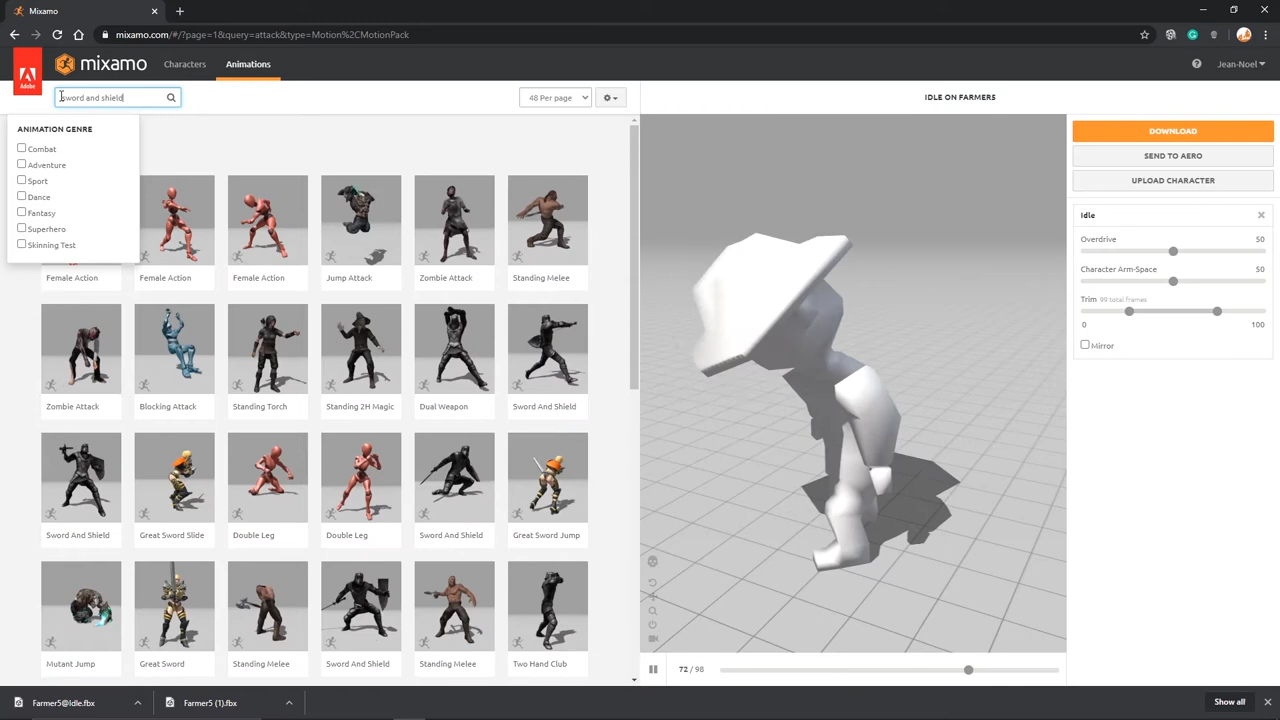 Mixamo
mixamo.com/#/?page=1&query=attack&type=Motion%2CMotionPack
Adobe
mixamo
Characters
Animations
Jean-Noel
sword and shield
48 Per page
IDLE ON FARMER5
ANIMATION GENRE
Combat
Adventure
Sport
Dance
Fantasy
Superhero
Skinning Test
Female Action
Female Action
Female Action
Jump Attack
Zombie Attack
Standing Melee
Zombie Attack
Blocking Attack
Standing Torch
Standing 2H Magic
Dual Weapon
Sword And Shield
Sword And Shield
Great Sword Slide
Double Leg
Double Leg
Sword And Shield
Great Sword Jump
Mutant Jump
Great Sword
Standing Melee
Sword And Shield
Standing Melee
Two Hand Club
DOWNLOAD
SEND TO AERO
UPLOAD CHARACTER
Idle
Overdrive 50
Character Arm-Space 50
Trim 99 total frames
0 100
Mirror
72 / 98
Farmer5@Idle.fbx
Farmer5 (1).fbx
Show all